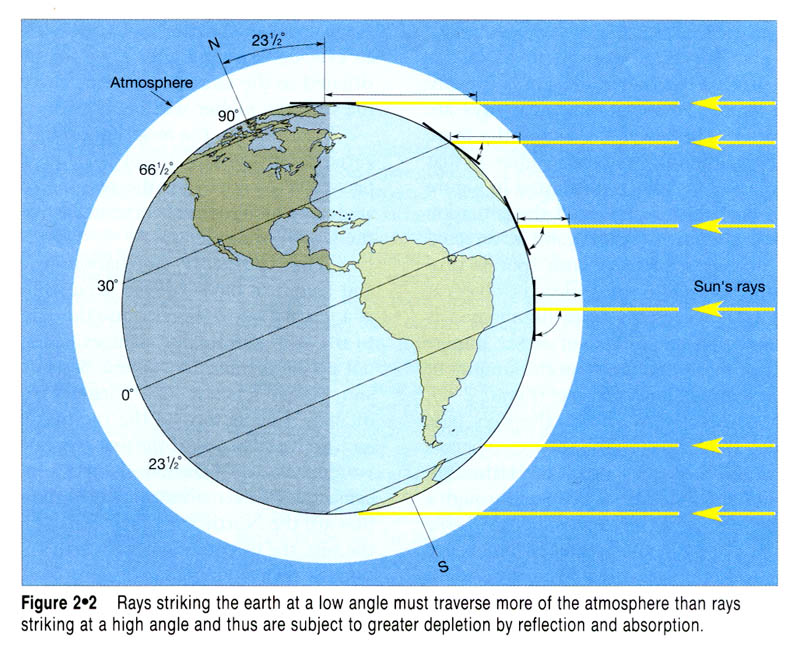 N
23½°
Atmosphere
90°
66½°
30°
Sun's rays
0°
23½°
S
Figure 2•2 Rays striking the earth at a low angle must traverse more of the atmosphere than rays
striking at a high angle and thus are subject to greater depletion by reflection and absorption.